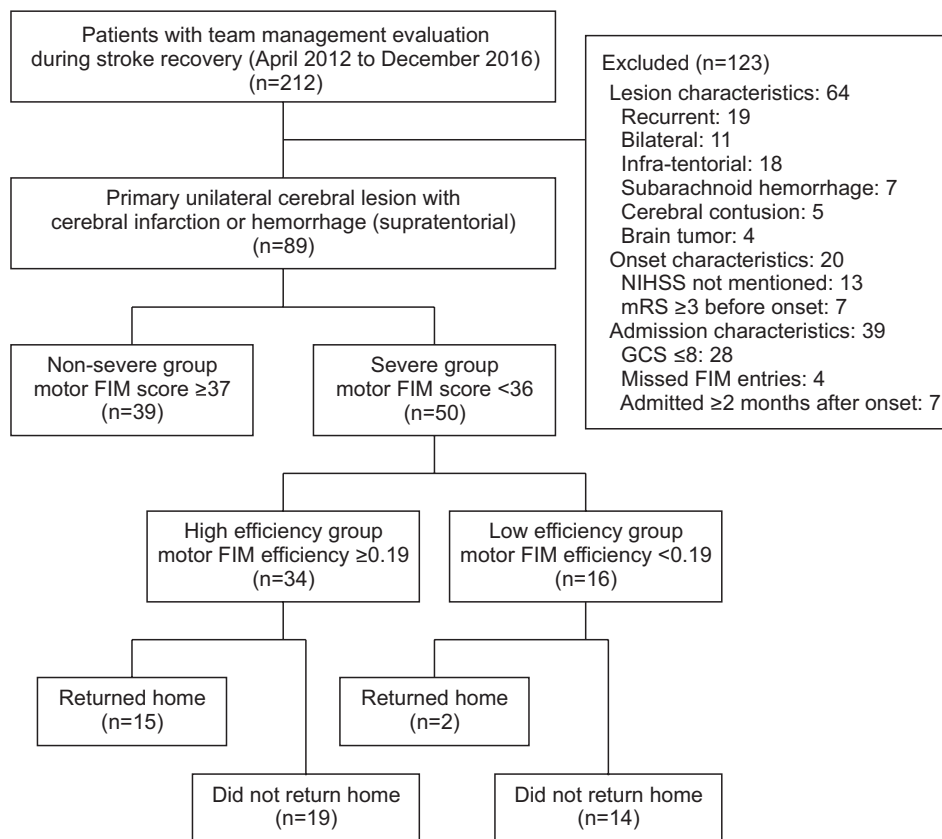 Patients with team management evaluation
during stroke recovery (April 2012 to December 2016)
(n=212)
Excluded (n=123)
Lesion characteristics: 64
Recurrent: 19
Bilateral: 11
Infra-tentorial: 18
Subarachnoid hemorrhage: 7
Cerebral contusion: 5
Brain tumor: 4
Onset characteristics: 20
NIHSS not mentioned: 13
mRS ≥3 before onset: 7
Admission characteristics: 39
GCS ≤8: 28
Missed FIM entries: 4
Admitted ≥2 months after onset: 7
Primary unilateral cerebral lesion with
cerebral infarction or hemorrhage (supratentorial)
(n=89)
Non-severe group
motor FIM score ≥37
(n=39)
Severe group
motor FIM score <36
(n=50)
High efficiency group
motor FIM efficiency ≥0.19
(n=34)
Low efficiency group
motor FIM efficiency <0.19
(n=16)
Returned home
(n=15)
Returned home
(n=2)
Did not return home
(n=19)
Did not return home
(n=14)